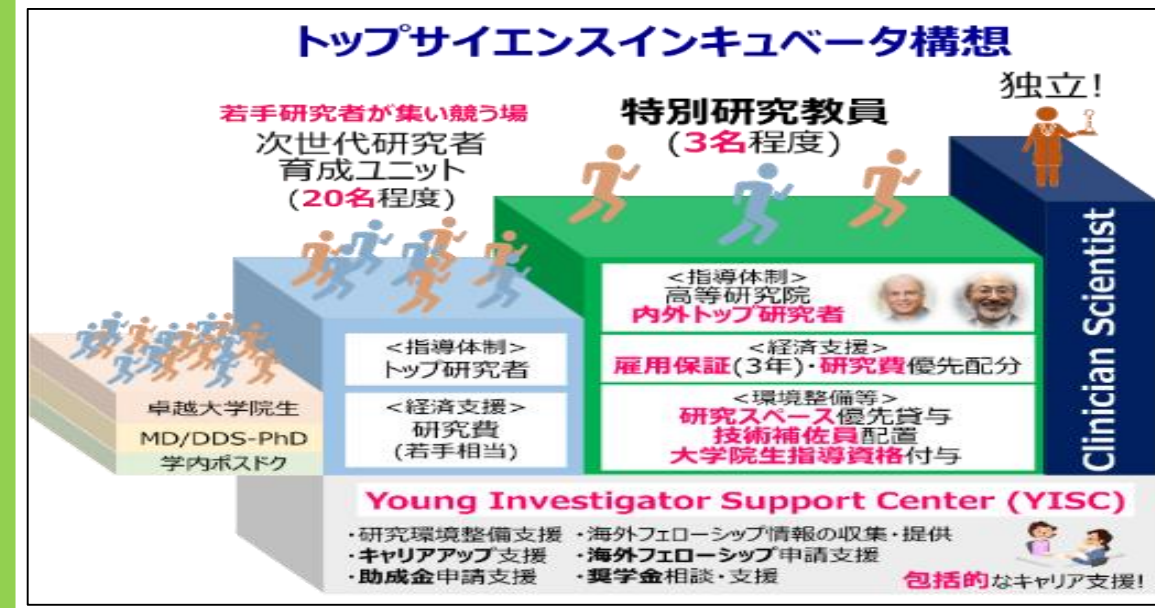 トップサイエンスインキュベータ構想
独立!
若手研究者が集い競う場
次世代研究者
育成ユニット
(20名程度)
特別研究教員
(3名程度)
<指導体制>
高等研究院
内外トップ研究者
<経済支援>
雇用保証(3年)・研究費優先配分
<環境整備等>
研究スペース優先貸与
技術補佐員配置
大学院生指導資格付与
<指導体制>
トップ研究者
<経済支援>
研究費
(若手相当)
卓越大学院生
MD/DDS-PhD
学内ポスドク
Clinician Scientist
Young Investigator Support Center (YISC)
・研究環境整備支援
・キャリアアップ支援
・助成金申請支援
・海外フェローシップ情報の収集・提供
・海外フェローシップ申請支援
・奨学金相談・支援
包括的なキャリア支援!